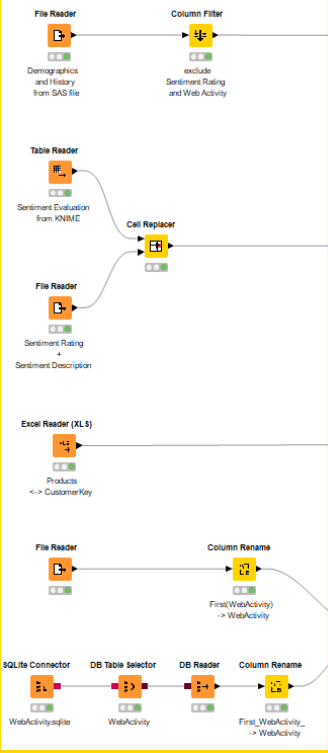 File Reader
Column Filter
Demographics
and History
from SAS file
exclude
Sentiment Rating
and Web Activity
Table Reader
Sentiment Evaluation
from KNIME
Cell Replacer
File Reader
Sentiment Rating
+
Sentiment Description
Excel Reader (XLS)
Products
<-> CustomerKey
File Reader
Column Rename
First(WebActivity)
-> WebActivity
SQLite Connector
DB Table Selector
DB Reader
Column Rename
WebActivity.sqlite
WebActivity
First_WebActivity_
-> WebActivity